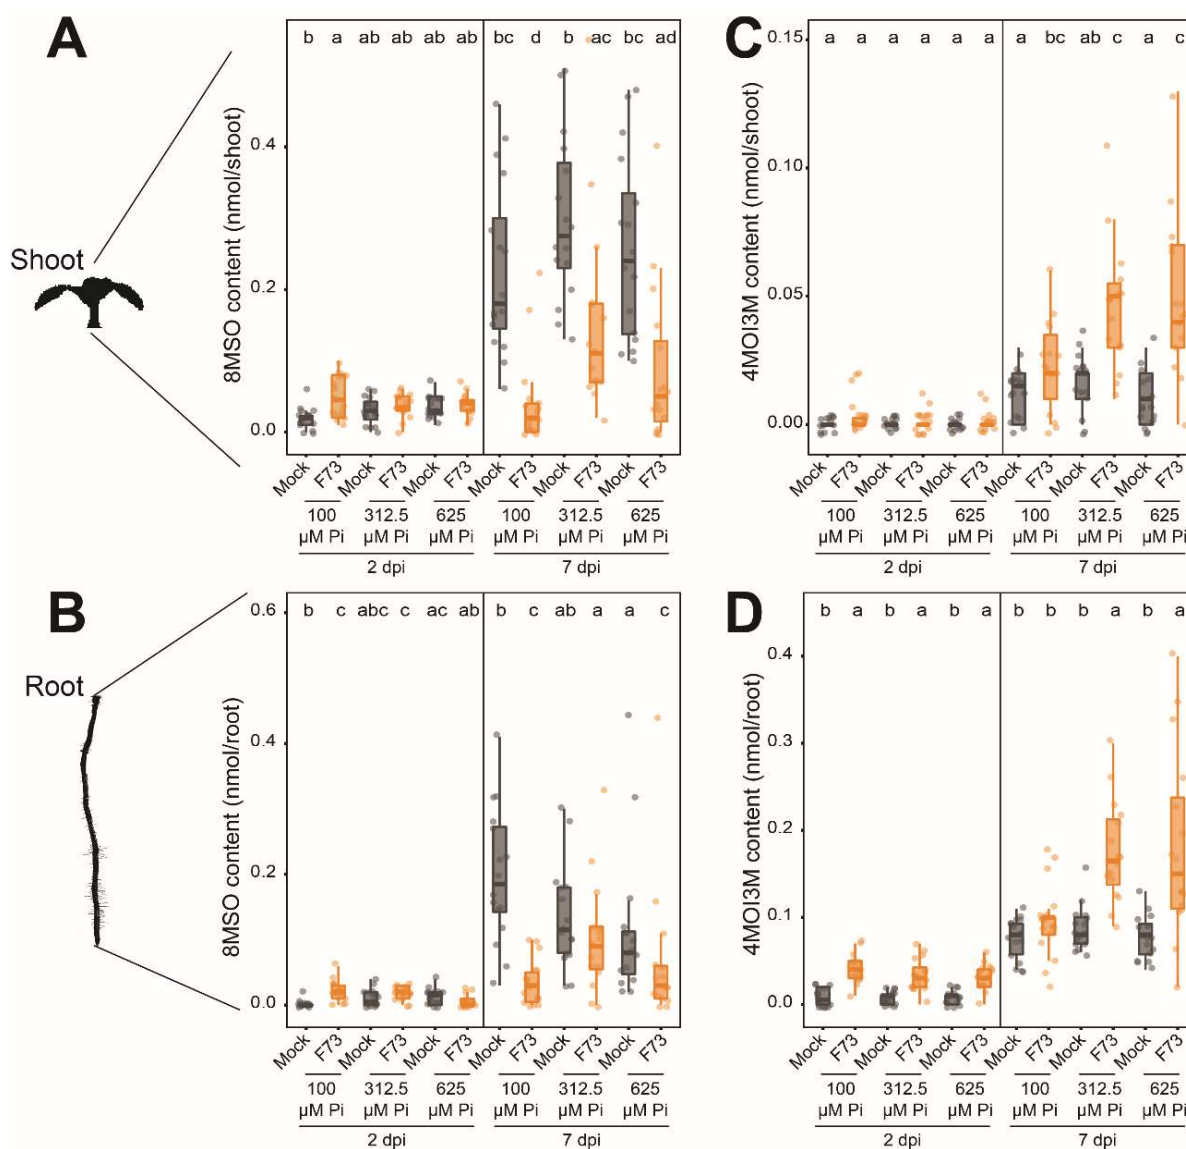 A
Shoot
8MSO content (nmol/shoot)
b a ab ab ab ab bc d b ac bc ad
0.4
0.2
0.0
Mock F73 Mock F73 Mock F73 Mock F73 Mock F73 Mock F73
100 312.5 625 100 312.5 625
µM Pi µM Pi µM Pi µM Pi µM Pi µM Pi
2 dpi 7 dpi
C
4MOI3M content (nmol/shoot)
a a a a a a a bc ab c a c
0.15
0.10
0.05
0.00
Mock F73 Mock F73 Mock F73 Mock F73 Mock F73 Mock F73
100 312.5 625 100 312.5 625
µM Pi µM Pi µM Pi µM Pi µM Pi µM Pi
2 dpi 7 dpi
B
Root
8MSO content (nmol/root)
b c abc c ac ab b c ab a a c
0.6
0.4
0.2
0.0
Mock F73 Mock F73 Mock F73 Mock F73 Mock F73 Mock F73
100 312.5 625 100 312.5 625
µM Pi µM Pi µM Pi µM Pi µM Pi µM Pi
2 dpi 7 dpi
D
4MOI3M content (nmol/root)
b a b a b a b b b a b a
0.4
0.3
0.2
0.1
0.0
Mock F73 Mock F73 Mock F73 Mock F73 Mock F73 Mock F73
100 312.5 625 100 312.5 625
µM Pi µM Pi µM Pi µM Pi µM Pi µM Pi
2 dpi 7 dpi